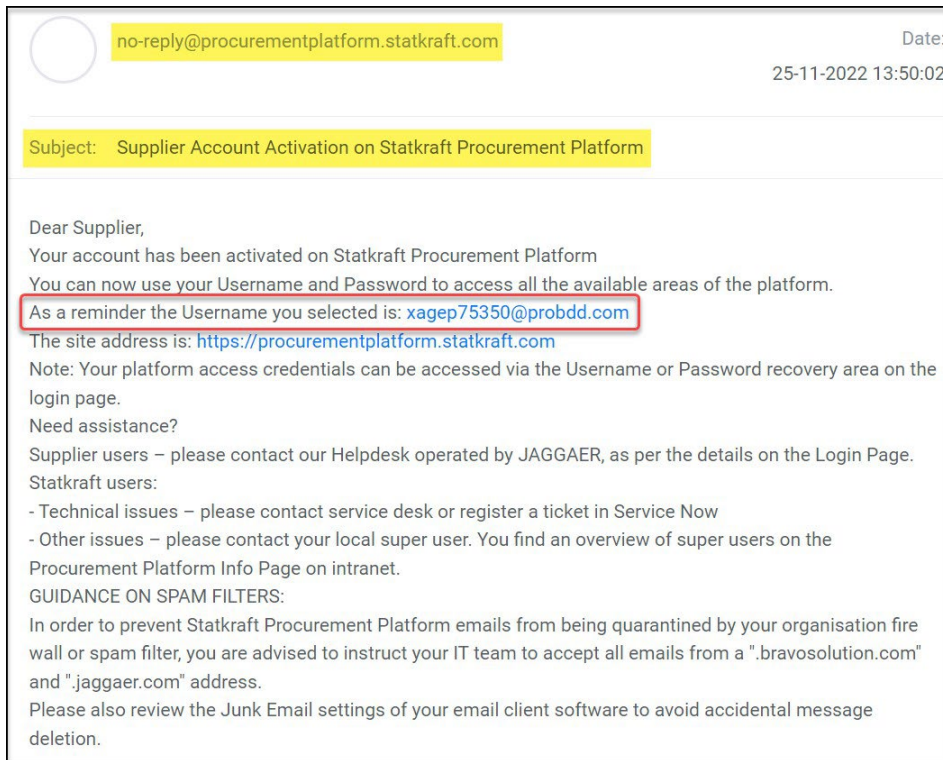 no-reply@procurementplatform.statkraft.com
Date:
25-11-2022 13:50:02
Subject: Supplier Account Activation on Statkraft Procurement Platform
Dear Supplier,
Your account has been activated on Statkraft Procurement Platform
You can now use your Username and Password to access all the available areas of the platform.
As a reminder the Username you selected is: xagep75350@probdd.com
The site address is: https://procurementplatform.statkraft.com
Note: Your platform access credentials can be accessed via the Username or Password recovery area on the
login page.
Need assistance?
Supplier users – please contact our Helpdesk operated by JAGGAER, as per the details on the Login Page.
Statkraft users:
- Technical issues – please contact service desk or register a ticket in Service Now
- Other issues – please contact your local super user. You find an overview of super users on the
Procurement Platform Info Page on intranet.
GUIDANCE ON SPAM FILTERS:
In order to prevent Statkraft Procurement Platform emails from being quarantined by your organisation fire
wall or spam filter, you are advised to instruct your IT team to accept all emails from a ".bravosolution.com"
and ".jaggaer.com" address.
Please also review the Junk Email settings of your email client software to avoid accidental message
deletion.